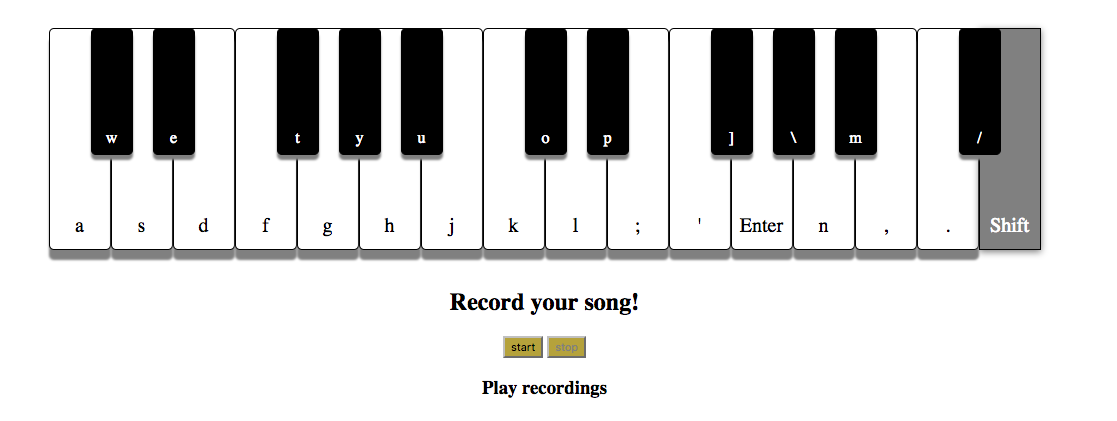 w e t y u o p ] \ m /
a s d f g h j k l ; ' Enter n , . Shift
Record your song!
start stop
Play recordings